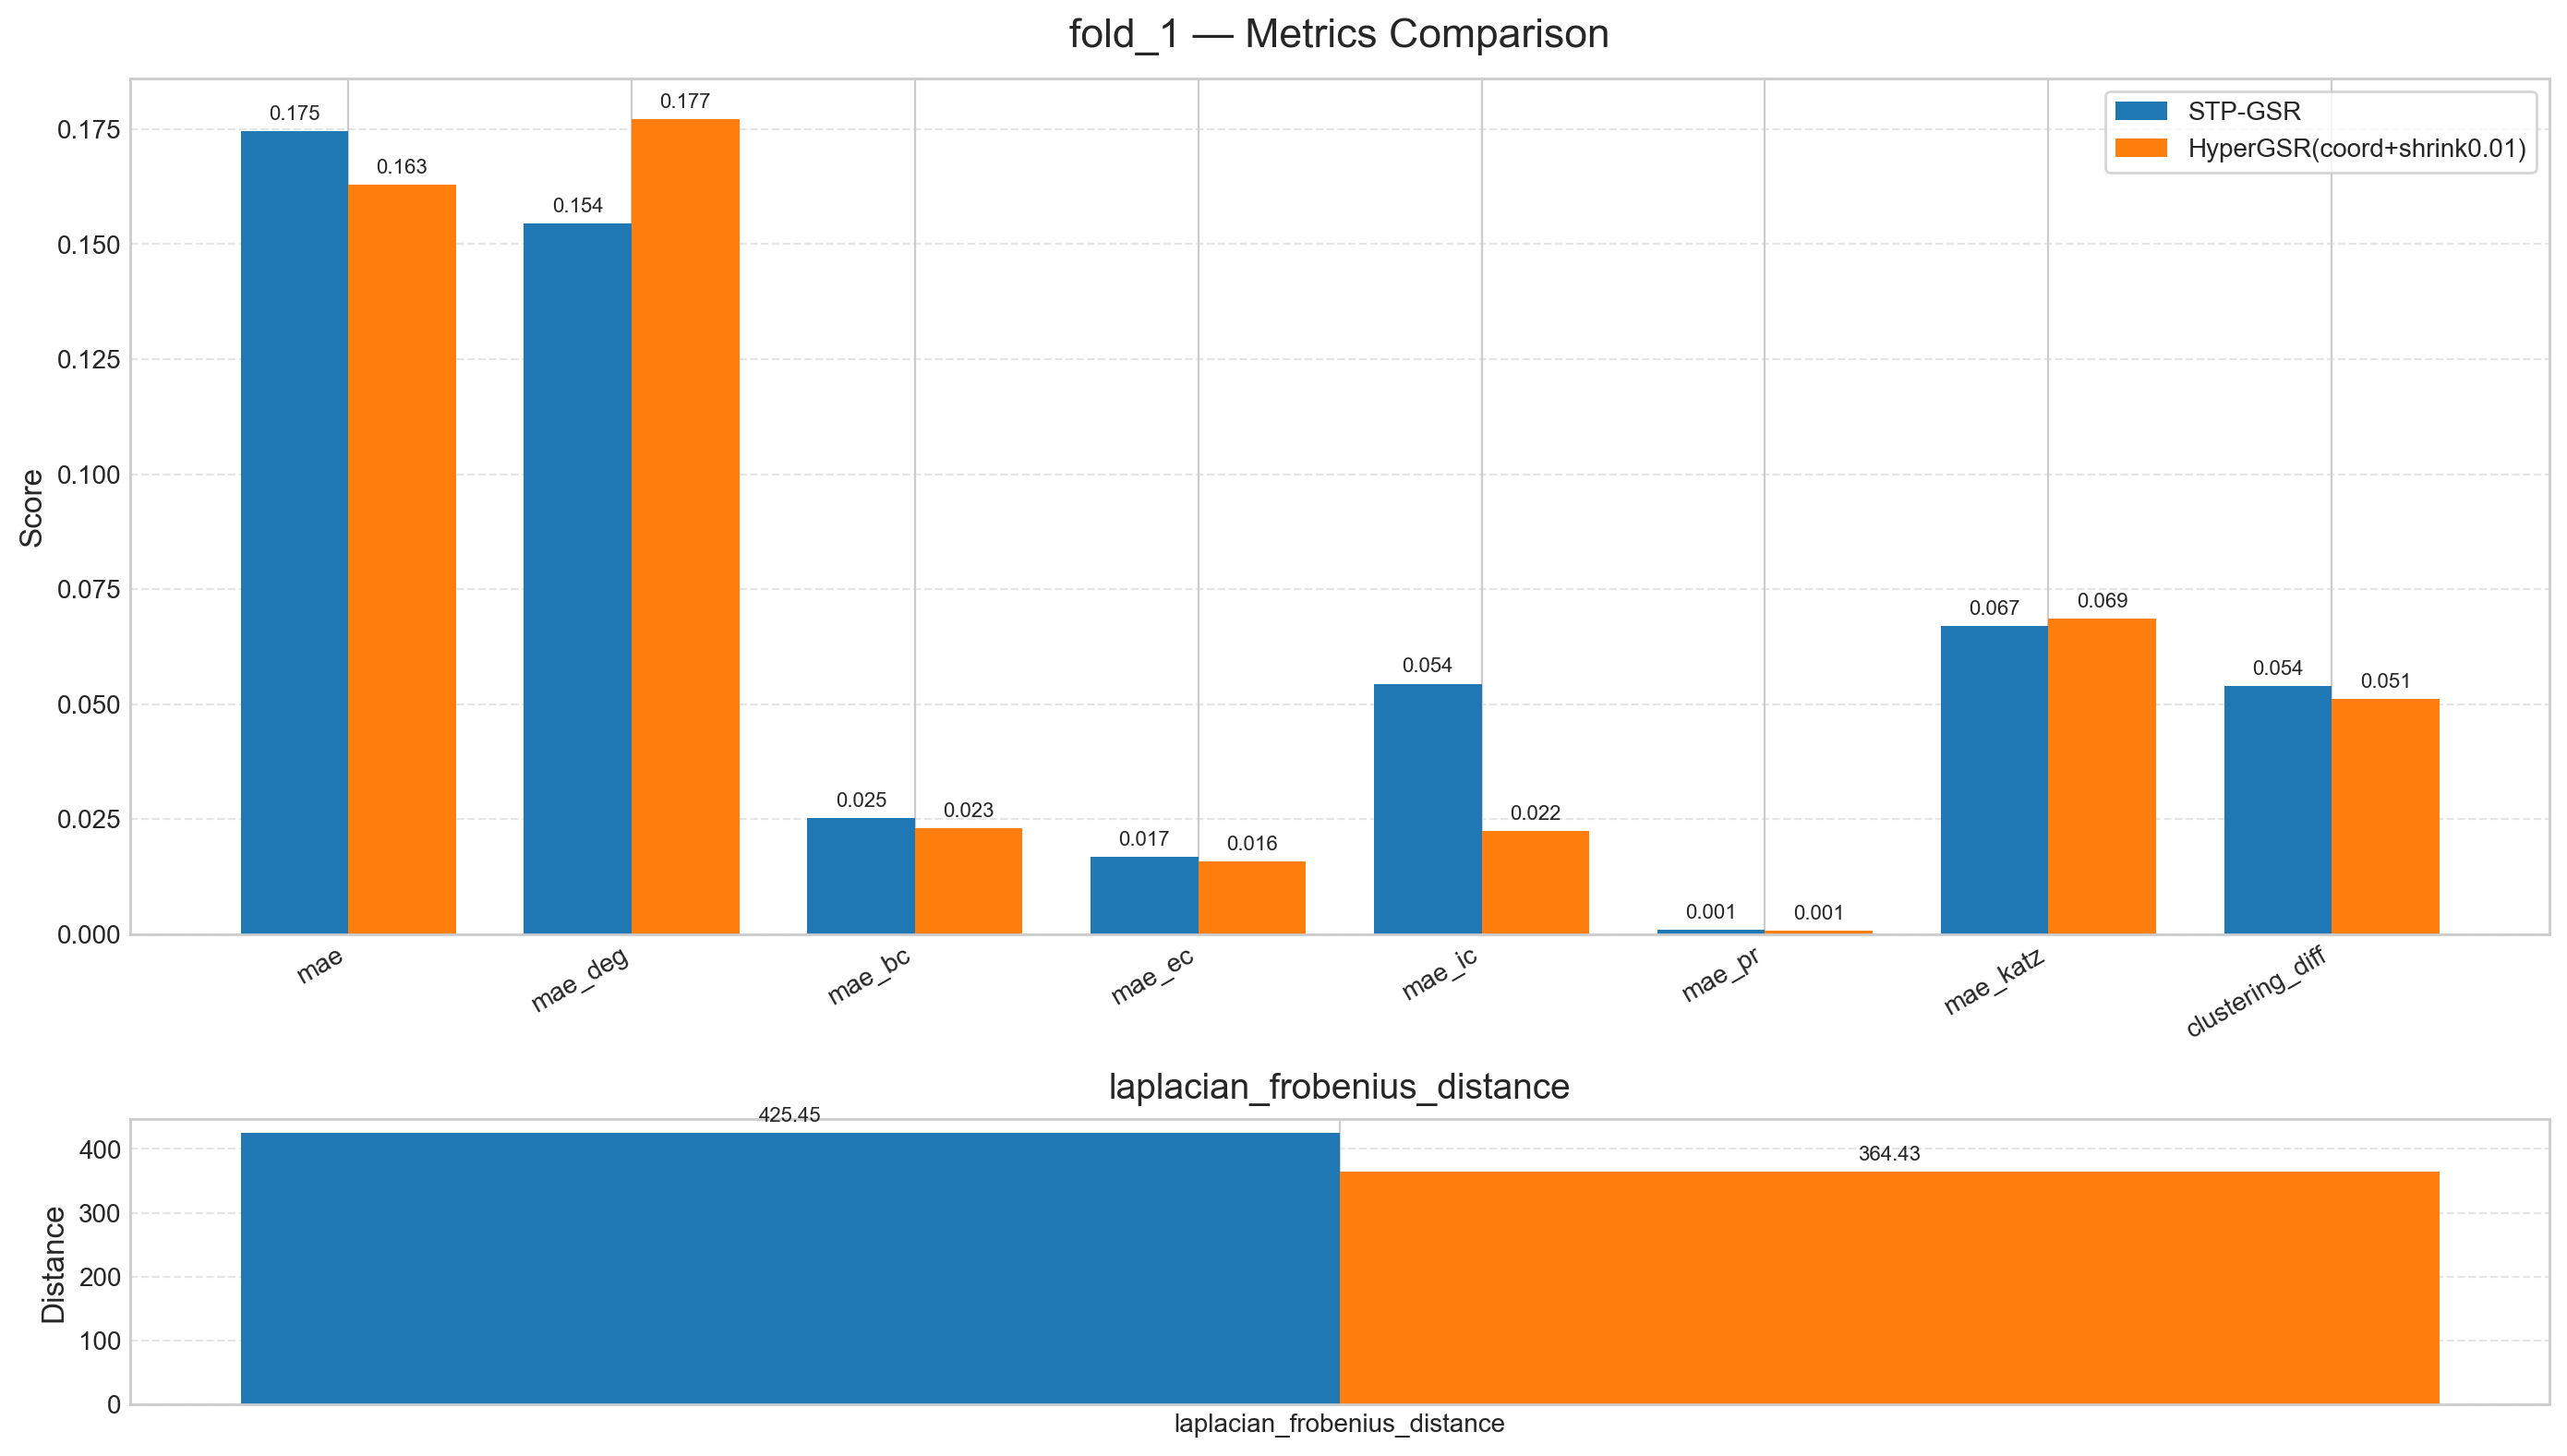 fold_1 — Metrics Comparison
STP-GSR
HyperGSR(coord+shrink0.01)
Score
0.175
0.150
0.125
0.100
0.075
0.050
0.025
0.000
0.175
0.163
0.154
0.177
0.025
0.023
0.017
0.016
0.054
0.022
0.001
0.001
0.067
0.069
0.054
0.051
mae
mae_deg
mae_bc
mae_ec
mae_ic
mae_pr
mae_katz
clustering_diff
laplacian_frobenius_distance
Distance
400
300
200
100
0
425.45
364.43
laplacian_frobenius_distance